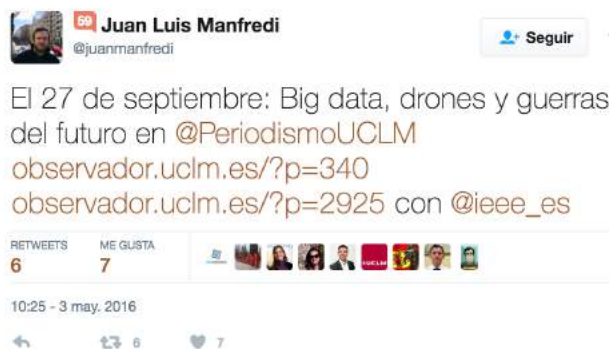 59 Juan Luis Manfredi
@juanmanfredi
Seguir
El 27 de septiembre: Big data, drones y guerras
del futuro en @PeriodismoUCLM
observador.uclm.es/?p=340
observador.uclm.es/?p=2925 con @ieee_es
RETWEETS ME GUSTA
6 7
UCLM
10:25 - 3 may. 2016
6 7